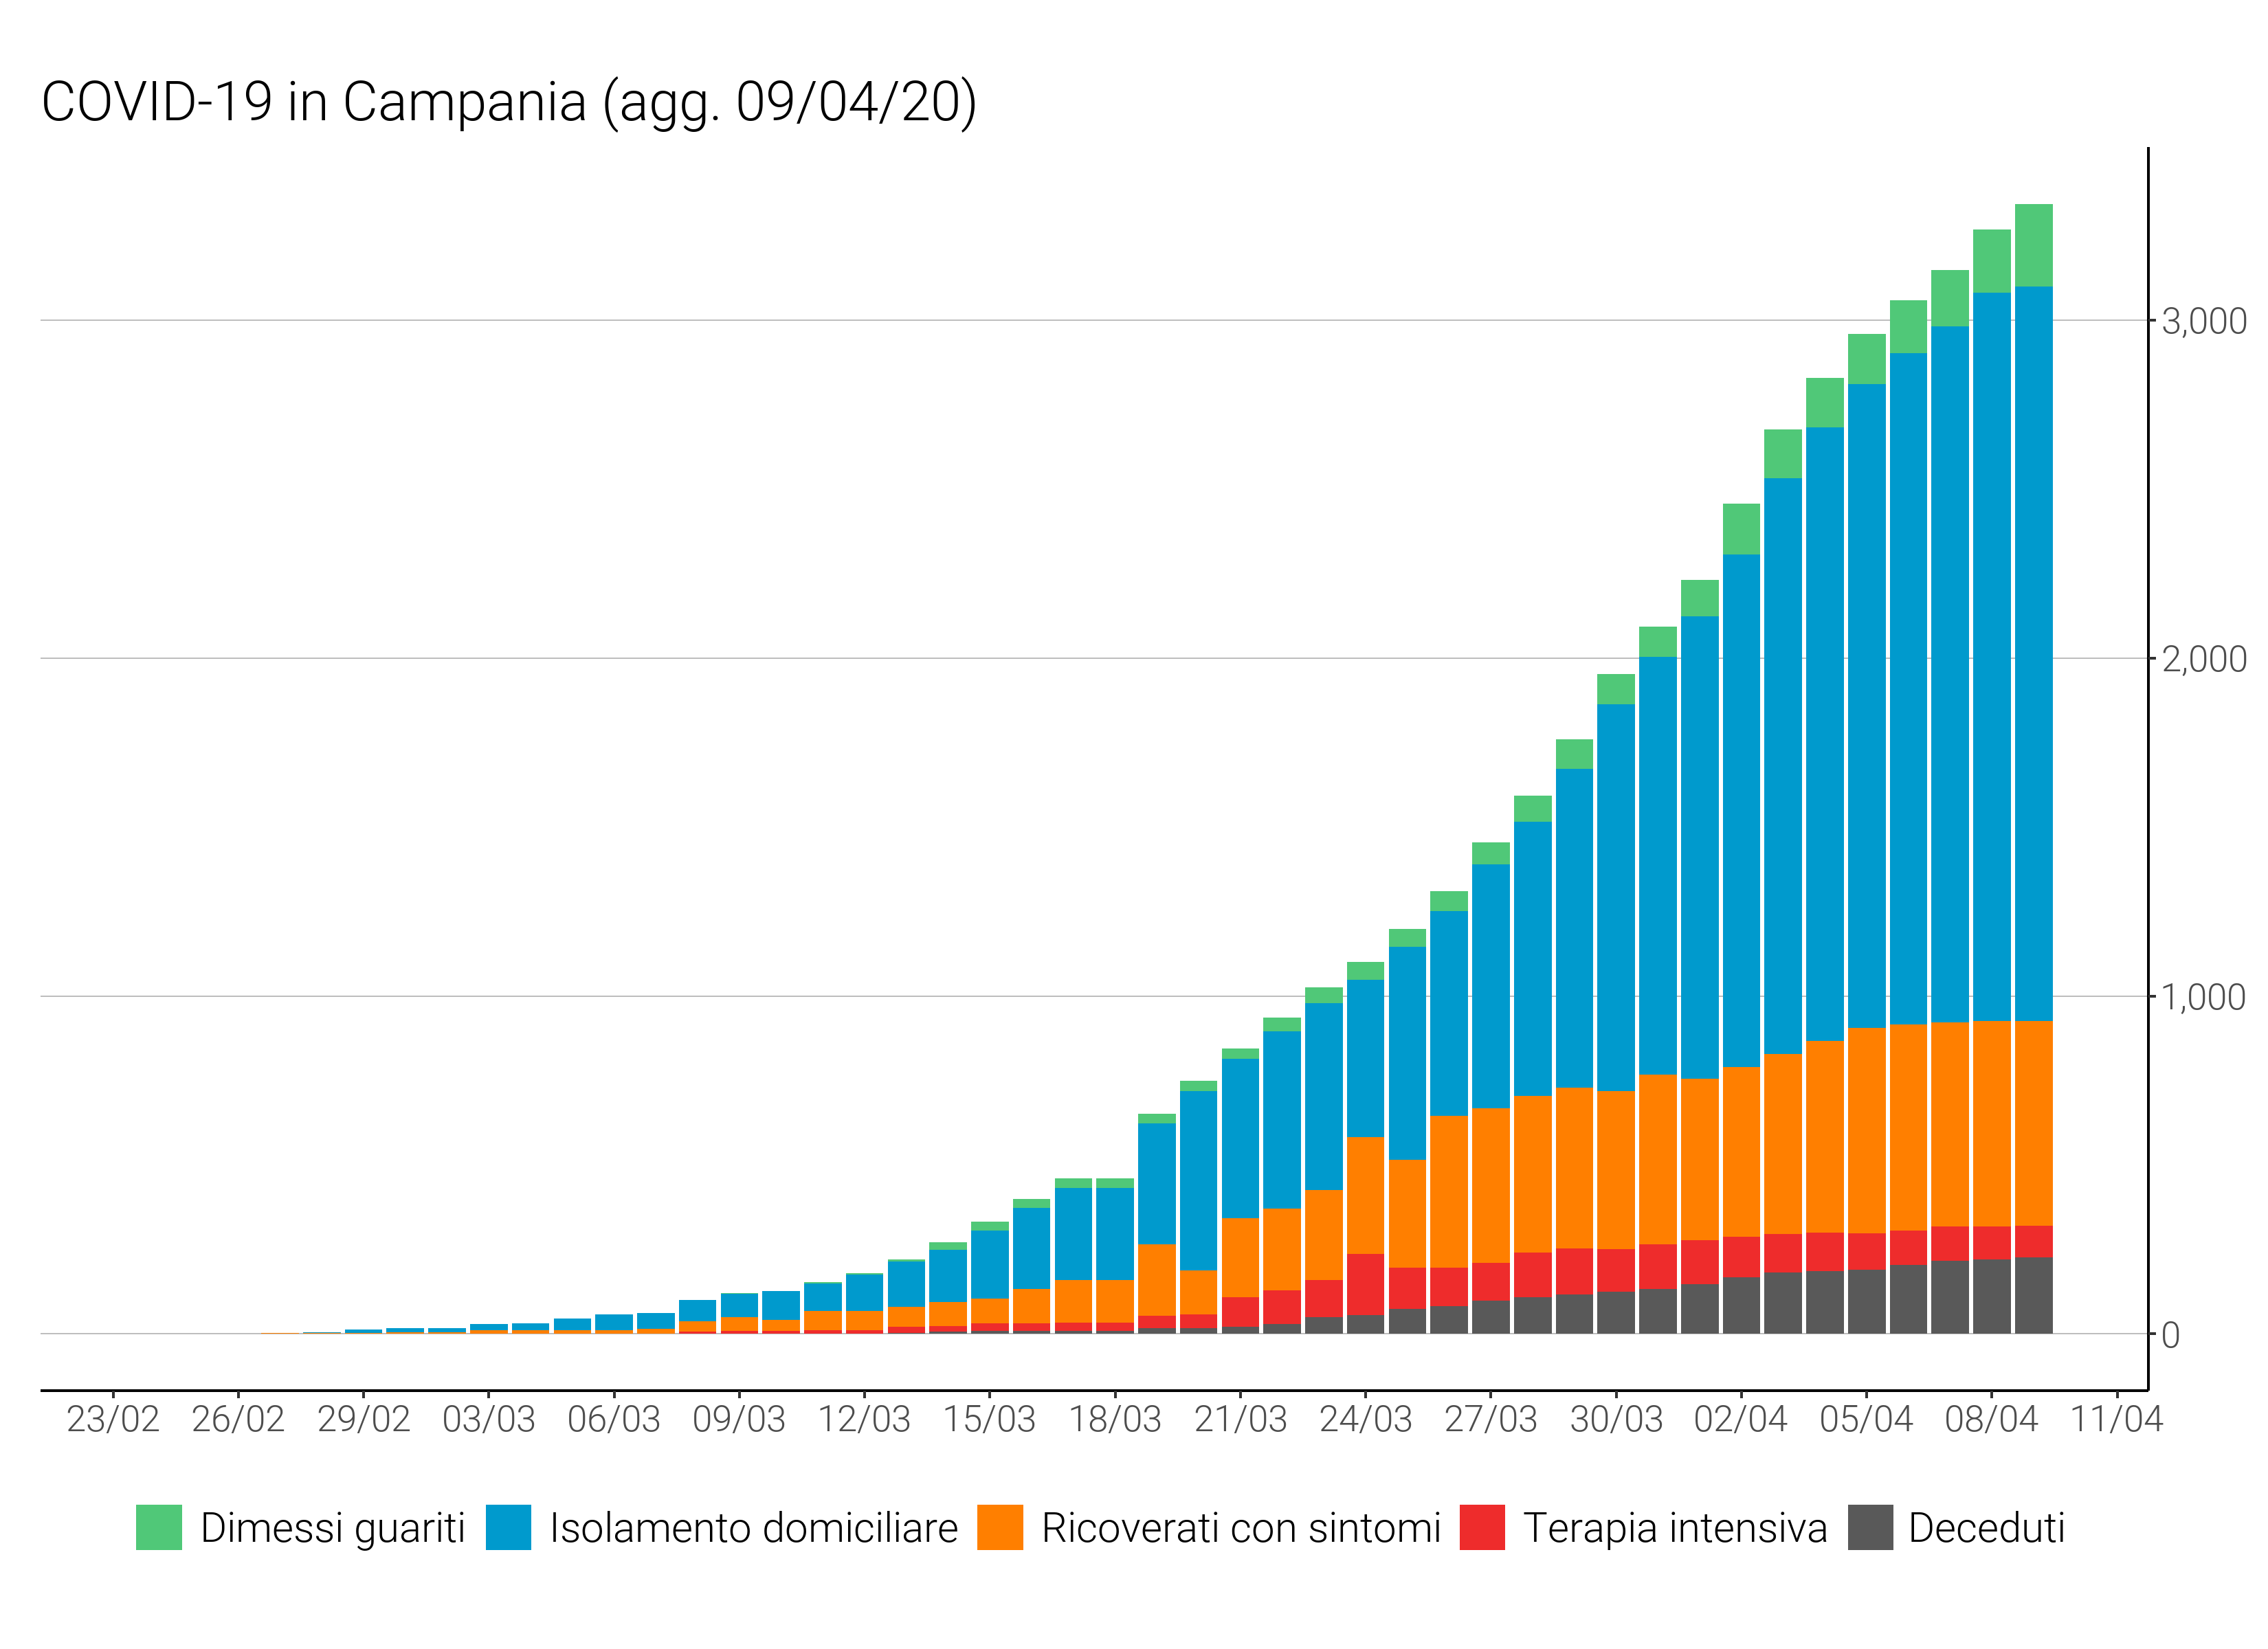 COVID-19 in Campania (agg. 09/04/20)
3,000
2,000
1,000
0
23/02 26/02 29/02 03/03 06/03 09/03 12/03 15/03 18/03 21/03 24/03 27/03 30/03 02/04 05/04 08/04 11/04
Dimessi guariti Isolamento domiciliare Ricoverati con sintomi Terapia intensiva Deceduti